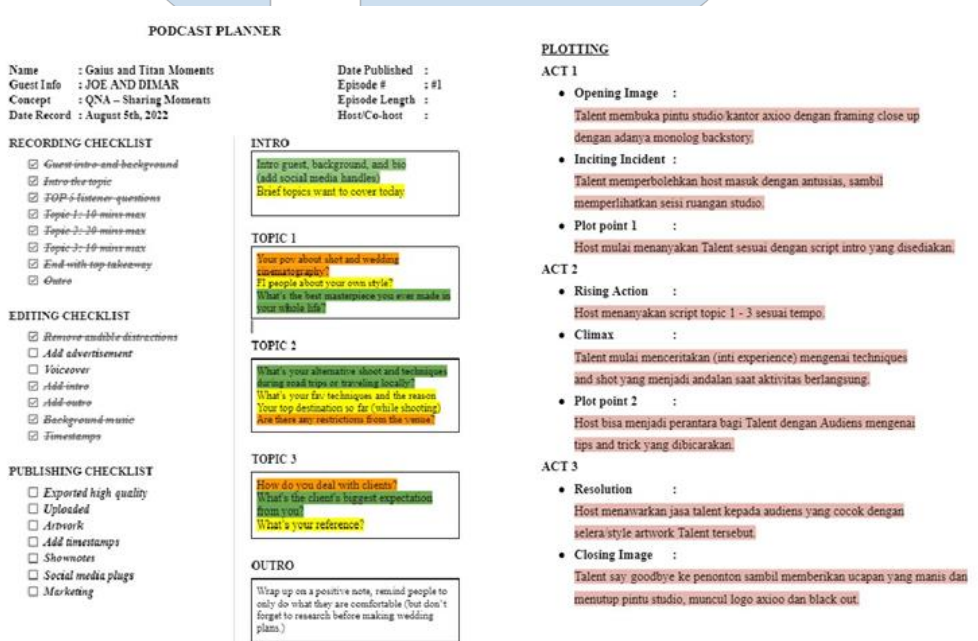 PODCAST PLANNER
Name : Gaius and Titan Moments
Guest Info : JOE AND DIMAR
Concept : QNA – Sharing Moments
Date Record : August 5th, 2022
Date Published :
Episode # : #1
Episode Length :
Host/Co-host :
RECORDING CHECKLIST
☑ Guest intro and background
☑ Intro the topic
☑ TOP 5 listener questions
☑ Topic 1: 10 mins max
☑ Topic 2: 20 mins max
☑ Topic 3: 10 mins max
☑ End with top takeaway
☑ Outro
EDITING CHECKLIST
☑ Remove audible distractions
☐ Add advertisement
☐ Voiceover
☑ Add intro
☑ Add outro
☑ Background music
☑ Timestamps
PUBLISHING CHECKLIST
☐ Exported high quality
☐ Uploaded
☐ Artwork
☐ Add timestamps
☐ Shownotes
☐ Social media plugs
☐ Marketing
INTRO
Intro guest, background, and bio
(add social media handles)
Brief topics want to cover today
TOPIC 1
Your pov about shot and wedding
cinematography?
F1 people about your own style?
What's the best masterpiece you ever made in
your whole life?
TOPIC 2
What's your alternative shoot and techniques
during road trips or traveling locally?
What's your fav techniques and the reason
Your top destination so far (while shooting)
Are there any restrictions from the venue?
TOPIC 3
How do you deal with clients?
What's the client's biggest expectation
from you?
What's your reference?
OUTRO
Wrap up on a positive note, remind people to
only do what they are comfortable (but don't
forget to research before making wedding
plans.)
PLOTTING
ACT 1
• Opening Image :
Talent membuka pintu studio/kantor axioo dengan framing close up
dengan adanya monolog backstory.
• Inciting Incident :
Talent memperbolehkan host masuk dengan antusias, sambil
memperlihatkan seisi ruangan studio.
• Plot point 1 :
Host mulai menanyakan Talent sesuai dengan script intro yang disediakan.
ACT 2
• Rising Action :
Host menanyakan script topic 1 - 3 sesuai tempo.
• Climax :
Talent mulai menceritakan (inti experience) mengenai techniques
and shot yang menjadi andalan saat aktivitas berlangsung.
• Plot point 2 :
Host bisa menjadi perantara bagi Talent dengan Audiens mengenai
tips and trick yang dibicarakan.
ACT 3
• Resolution :
Host menawarkan jasa talent kepada audiens yang cocok dengan
selera/style artwork Talent tersebut.
• Closing Image :
Talent say goodbye ke penonton sambil memberikan ucapan yang manis dan
menutup pintu studio, muncul logo axioo dan black out.